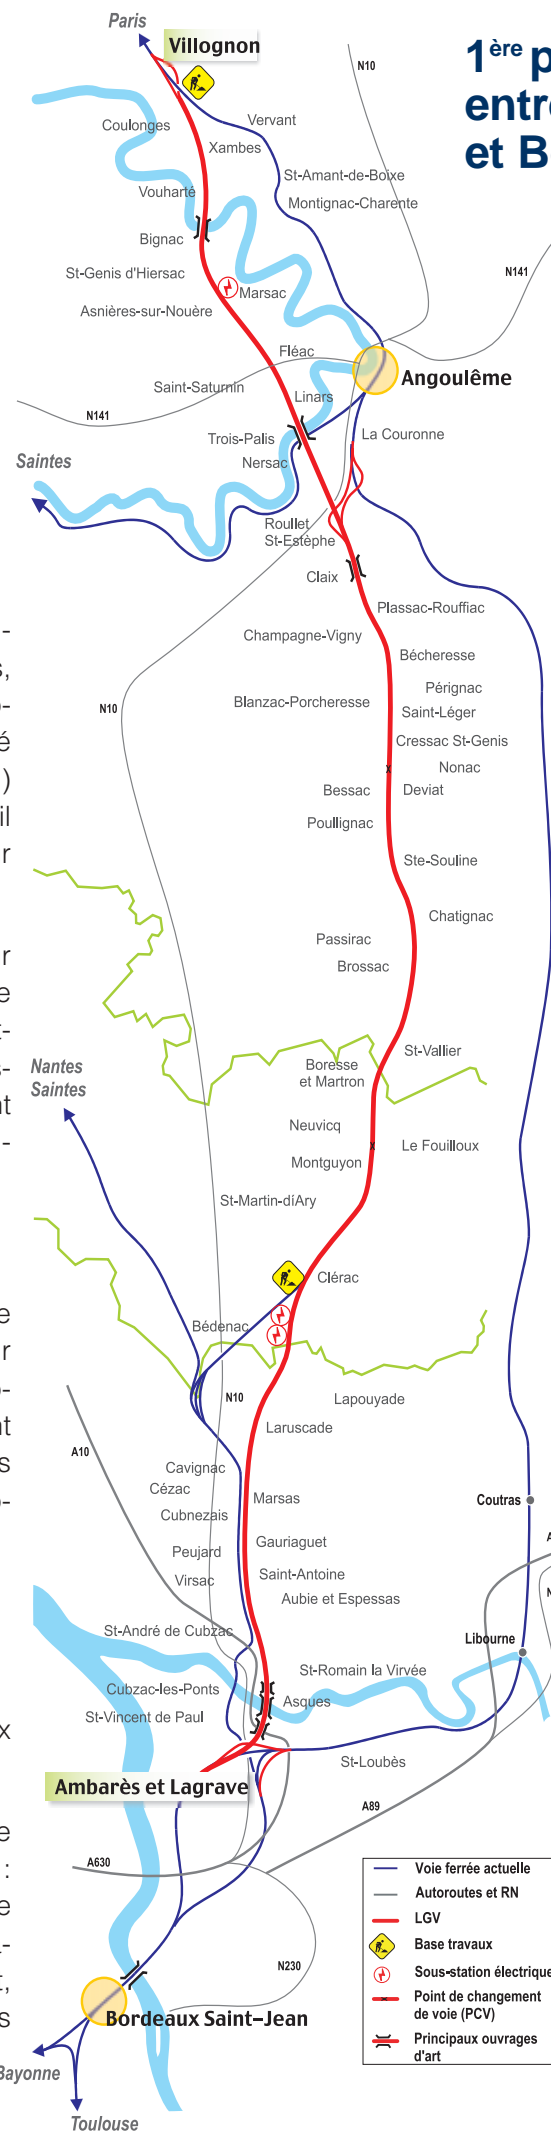 Paris
Villognon
1ère p
entre
et B
N10
Coulonges
Vervant
Xambes
St-Amant-de-Boixe
Vouharté
Montignac-Charente
Bignac
St-Genis d'Hiersac
N141
Marsac
Asnières-sur-Nouère
Fléac
Angoulême
Saint-Saturnin
Linars
N141
La Couronne
Trois-Palis
Saintes
Nersac
Roullet
St-Estèphe
Claix
Plassac-Rouffiac
-
Champagne-Vigny
Bécheresse
s,
Pérignac
Blanzac-Porcheresse
o-
N10
Saint-Léger
é
Cressac St-Genis
)
Nonac
Bessac
Deviat
il
Poullignac
r
Ste-Souline
Chatignac
r
Passirac
e
Brossac
t-
St-Vallier
s-
Nantes
Saintes
Boresse
et Martron
nt
Neuvicq
-
Le Fouilloux
Montguyon
St-Martin-díAry
Clérac
e
Bédenac
r
o-
N10
Lapouyade
nt
Laruscade
A10
s
Cavignac
Cézac
Marsas
Coutras
o-
Cubnezais
Gauriaguet
A
Peujard
Saint-Antoine
Virsac
N
Aubie et Espessas
St-André de Cubzac
Libourne
St-Romain la Virvée
Cubzac-les-Ponts
Asques
St-Vincent de Paul
x
St-Loubès
Ambarès et Lagrave
A89
e
A630
:
e
t-
t,
s
N230
Bordeaux Saint-Jean
Bayonne
Toulouse
Voie ferrée actuelle
Autoroutes et RN
LGV
Base travaux
Sous-station électrique
Point de changement
de voie (PCV)
Principaux ouvrages
d'art